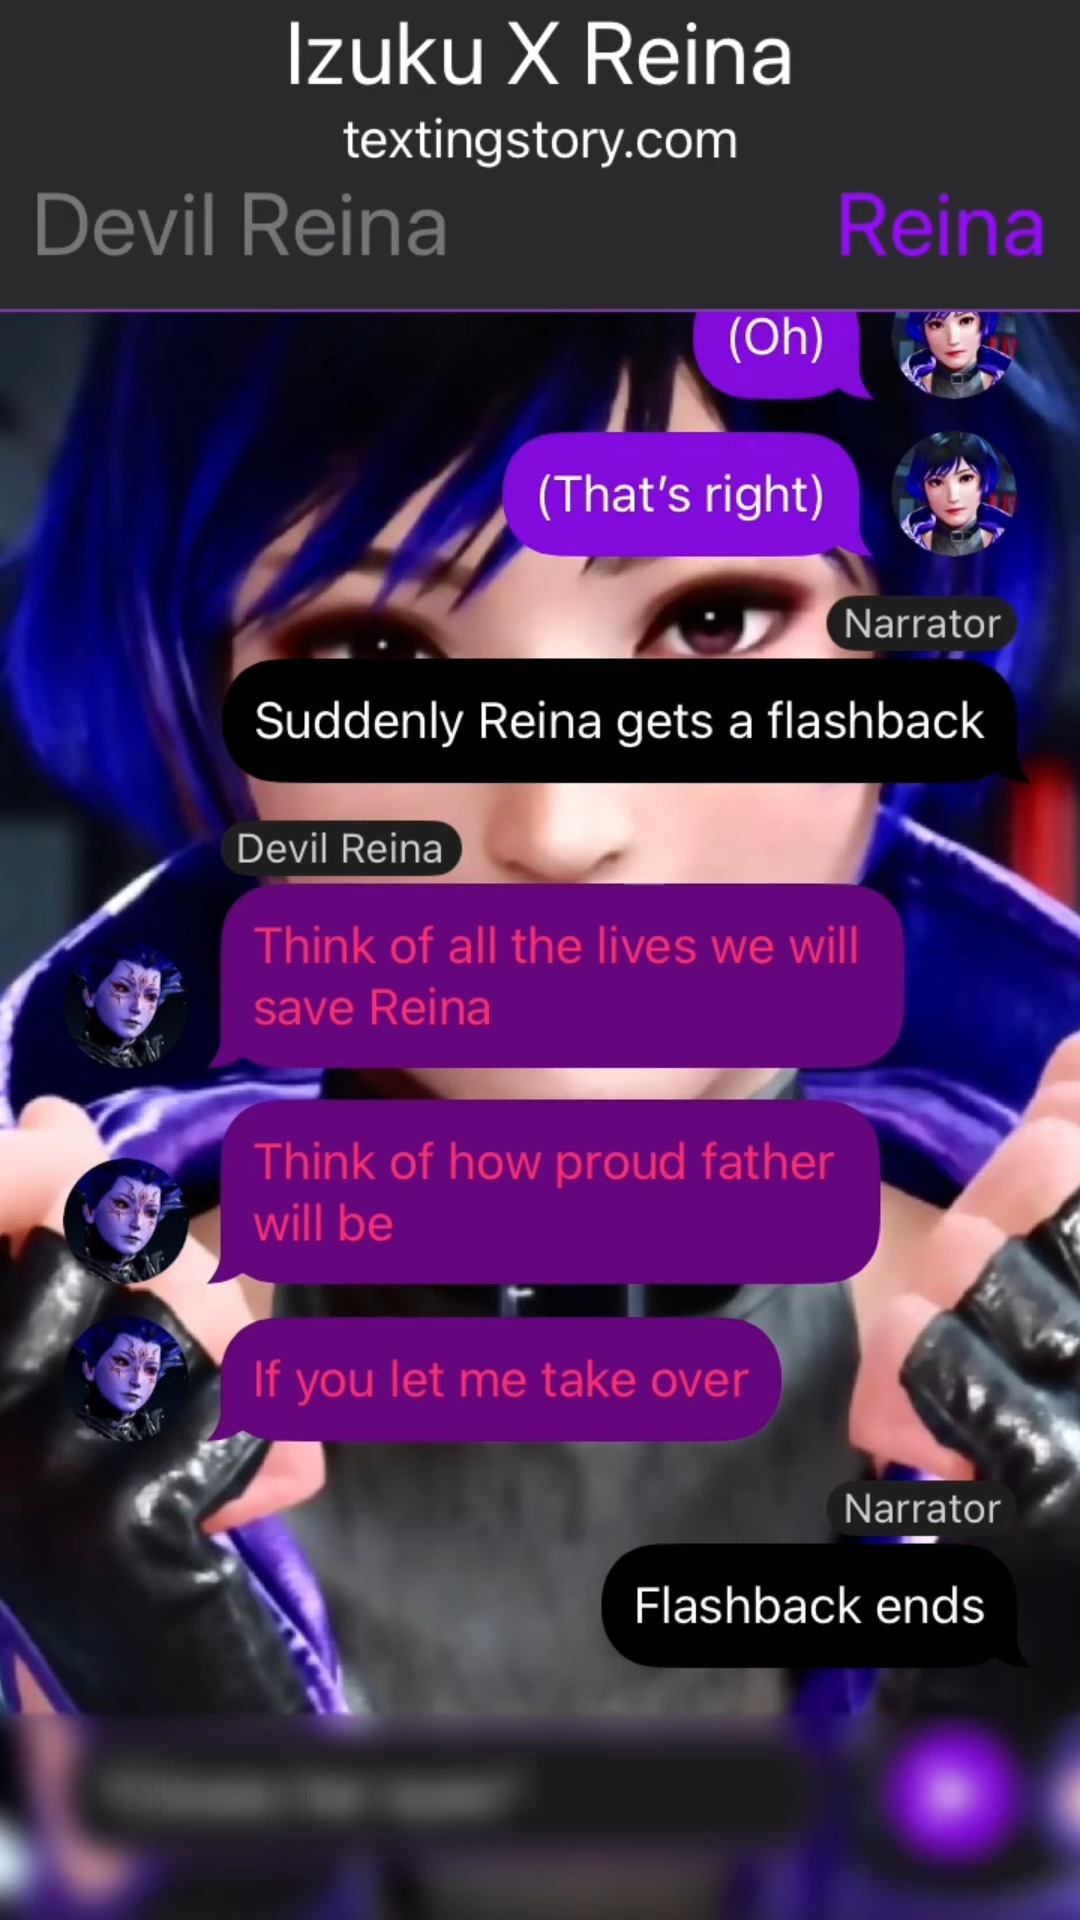 Izuku X Reina
textingstory.com
Devil Reina
Reina
(Oh)
(That's right)
Narrator
Suddenly Reina gets a flashback
Devil Reina
Think of all the lives we will
save Reina
Think of how proud father
will be
If you let me take over
Narrator
Flashback ends